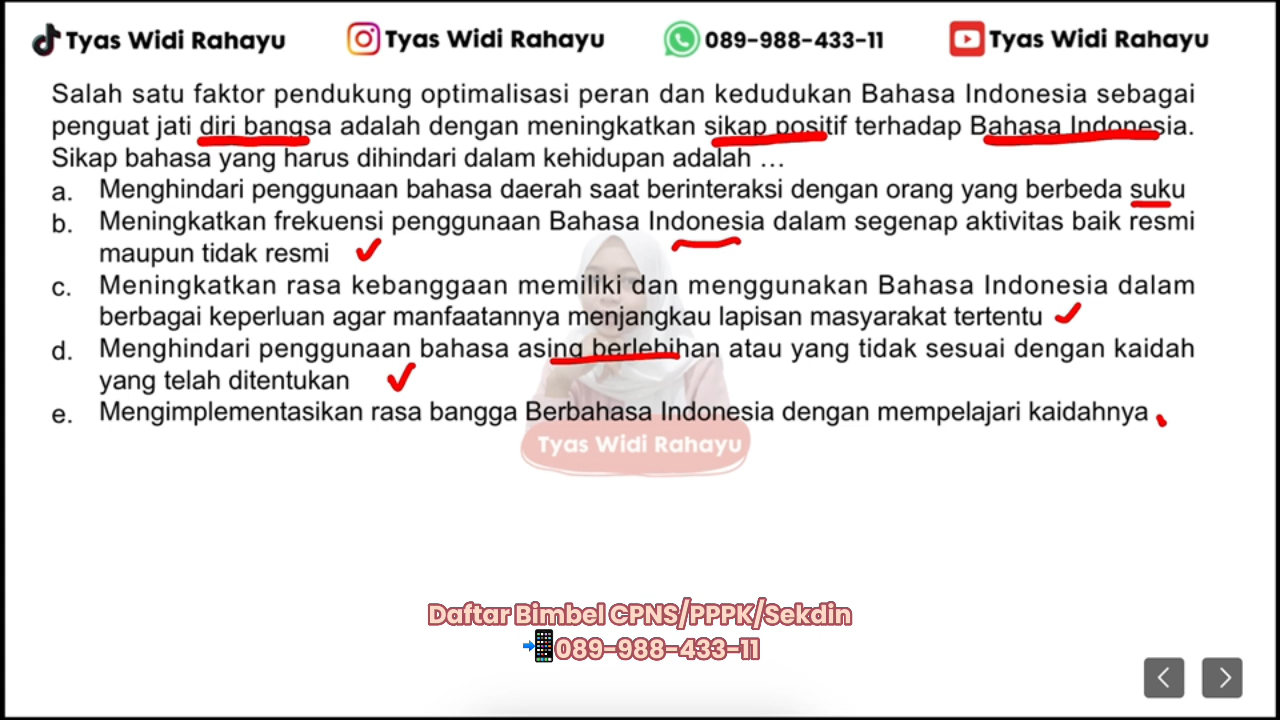 Tyas Widi Rahayu Tyas Widi Rahayu 089-988-433-11 Tyas Widi Rahayu
Salah satu faktor pendukung optimalisasi peran dan kedudukan Bahasa Indonesia sebagai
penguat jati diri bangsa adalah dengan meningkatkan sikap positif terhadap Bahasa Indonesia.
Sikap bahasa yang harus dihindari dalam kehidupan adalah …
a. Menghindari penggunaan bahasa daerah saat berinteraksi dengan orang yang berbeda suku
b. Meningkatkan frekuensi penggunaan Bahasa Indonesia dalam segenap aktivitas baik resmi
maupun tidak resmi
c. Meningkatkan rasa kebanggaan memiliki dan menggunakan Bahasa Indonesia dalam
berbagai keperluan agar manfaatannya menjangkau lapisan masyarakat tertentu
d. Menghindari penggunaan bahasa asing berlebihan atau yang tidak sesuai dengan kaidah
yang telah ditentukan
e. Mengimplementasikan rasa bangga Berbahasa Indonesia dengan mempelajari kaidahnya
Tyas Widi Rahayu
Daftar Bimbel CPNS/PPPK/Sekdin
089-988-433-11